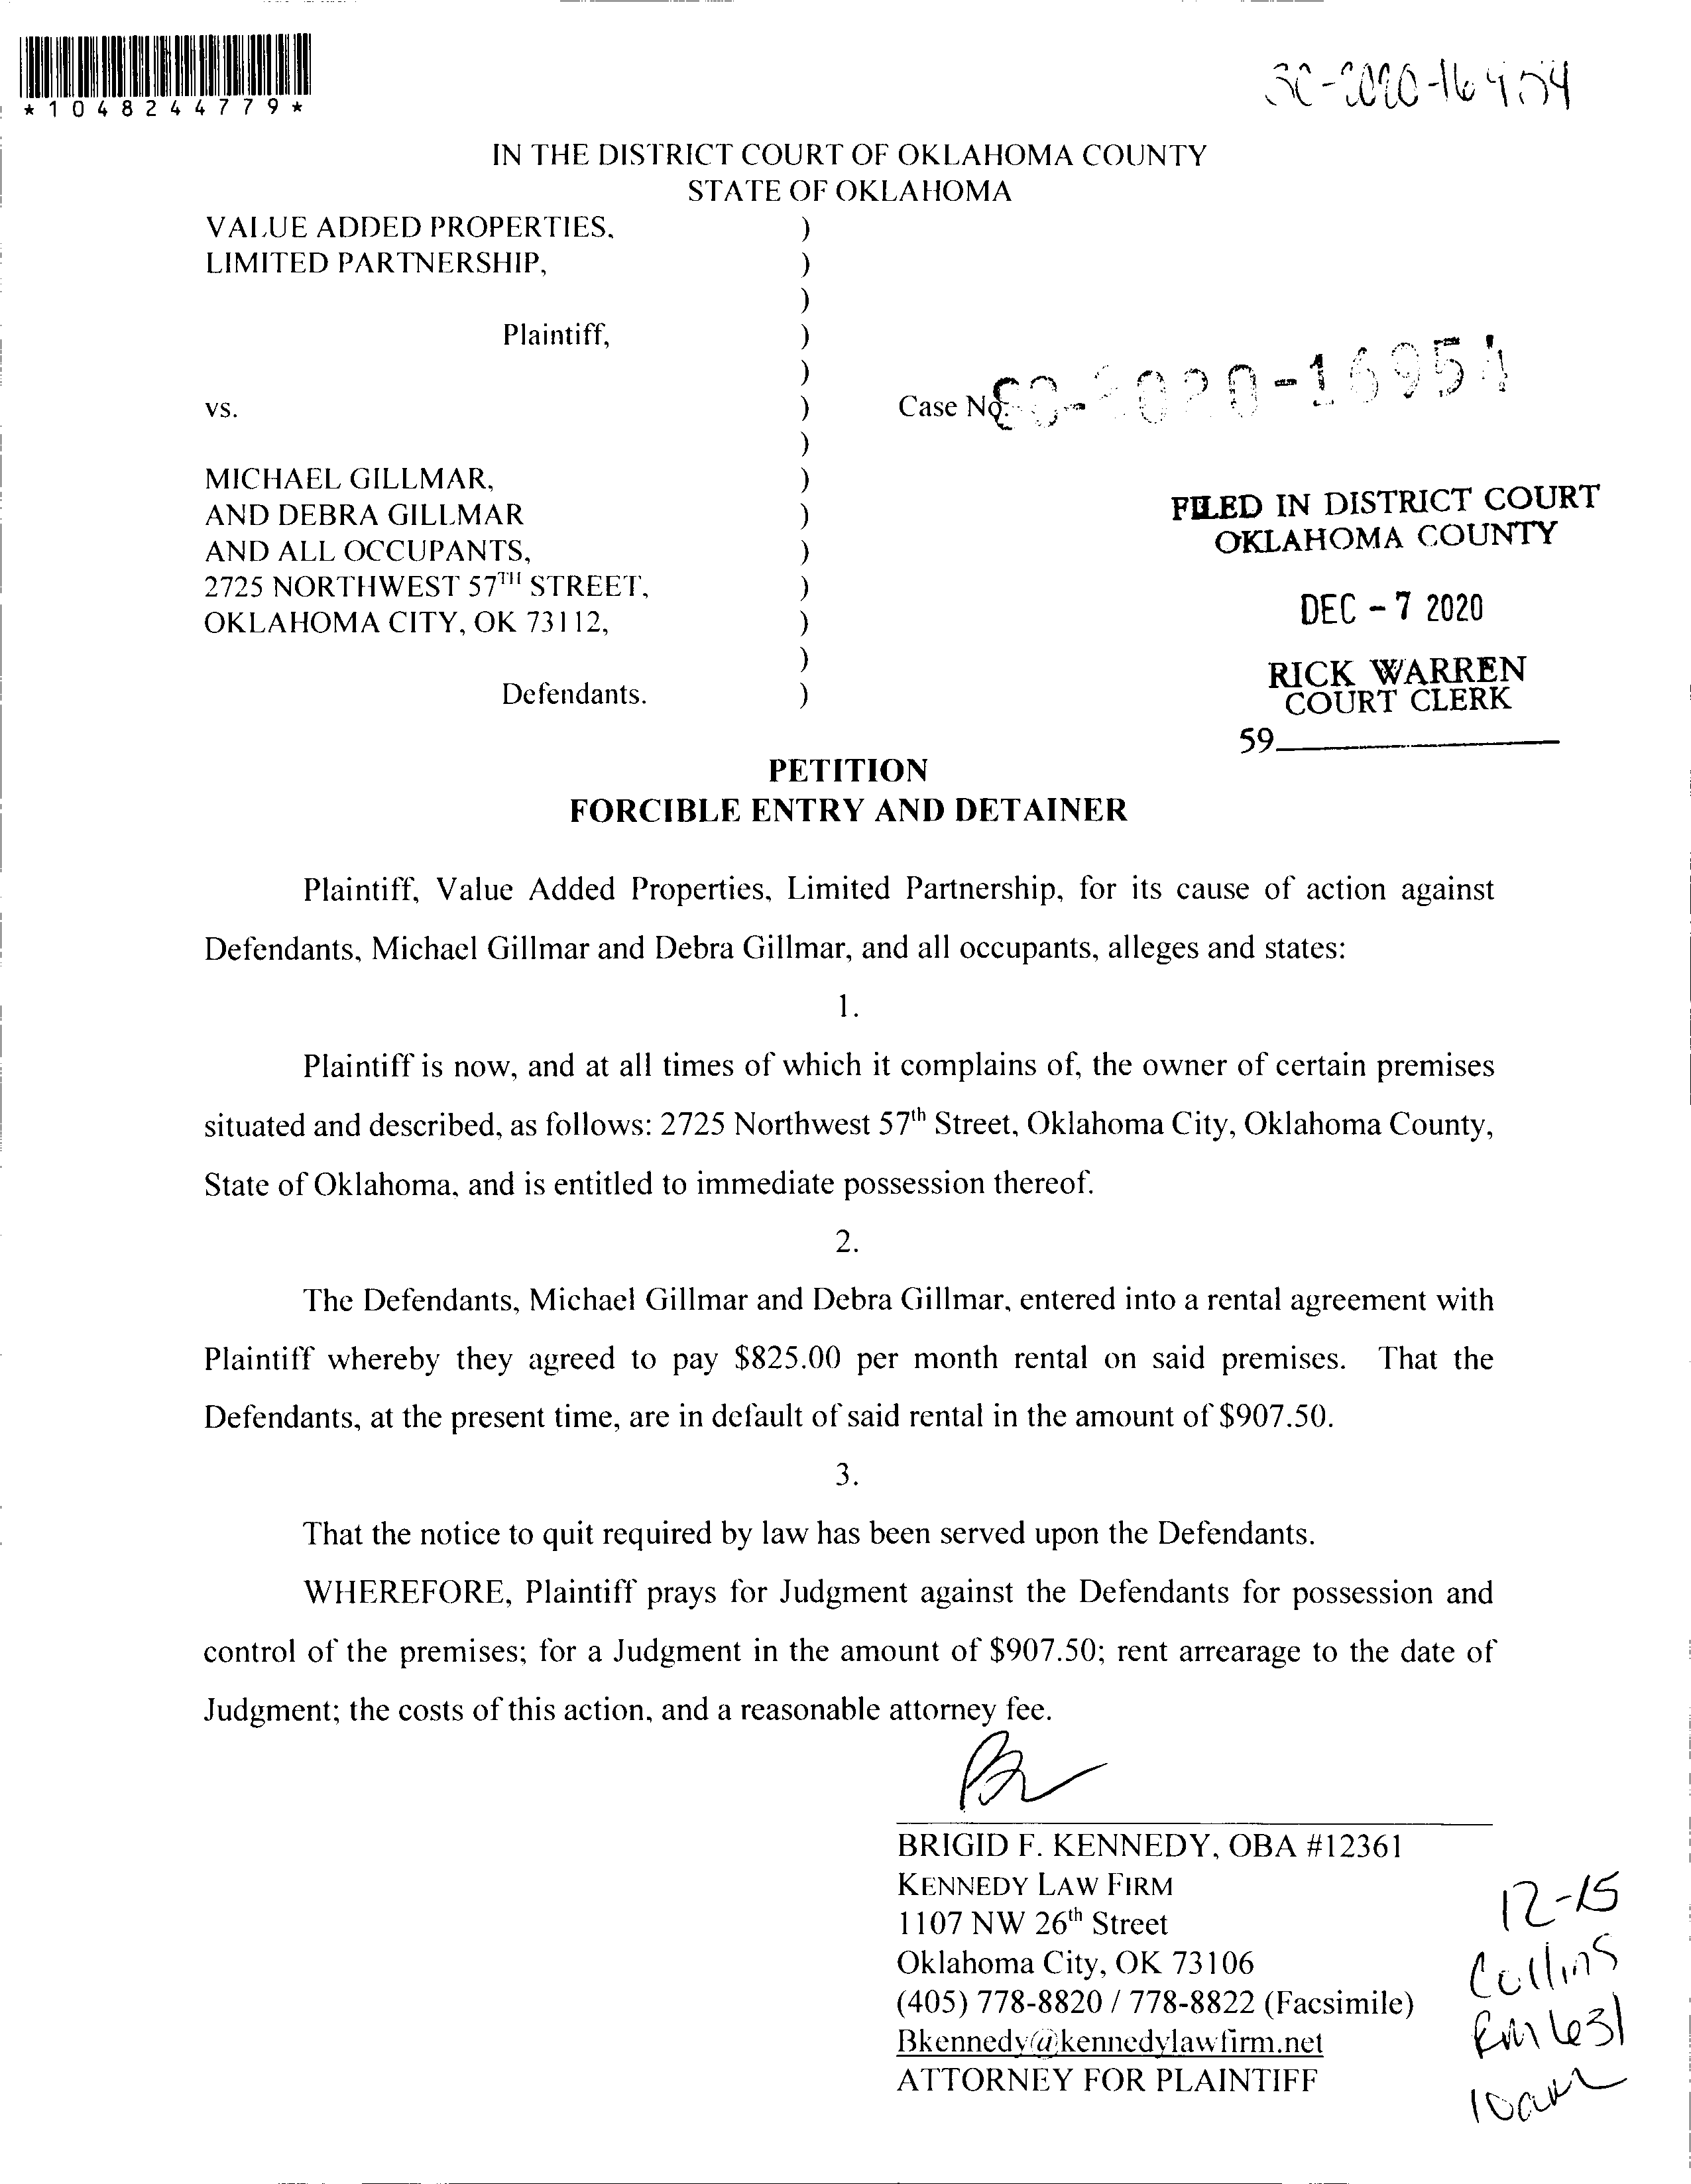 *1048244779*
SC-2020-16954
IN THE DISTRICT COURT OF OKLAHOMA COUNTY
STATE OF OKLAHOMA
VALUE ADDED PROPERTIES, )
LIMITED PARTNERSHIP, )
)
Plaintiff, )
)
vs. ) Case No. SC-2020-16954
)
MICHAEL GILLMAR, )
AND DEBRA GILLMAR )
AND ALL OCCUPANTS, )
2725 NORTHWEST 57TH STREET, )
OKLAHOMA CITY, OK 73112, )
)
Defendants. )
FILED IN DISTRICT COURT
OKLAHOMA COUNTY
DEC - 7 2020
RICK WARREN
COURT CLERK
59
PETITION
FORCIBLE ENTRY AND DETAINER
Plaintiff, Value Added Properties, Limited Partnership, for its cause of action against
Defendants, Michael Gillmar and Debra Gillmar, and all occupants, alleges and states:
1.
Plaintiff is now, and at all times of which it complains of, the owner of certain premises
situated and described, as follows: 2725 Northwest 57th Street, Oklahoma City, Oklahoma County,
State of Oklahoma, and is entitled to immediate possession thereof.
2.
The Defendants, Michael Gillmar and Debra Gillmar, entered into a rental agreement with
Plaintiff whereby they agreed to pay $825.00 per month rental on said premises. That the
Defendants, at the present time, are in default of said rental in the amount of $907.50.
3.
That the notice to quit required by law has been served upon the Defendants.
WHEREFORE, Plaintiff prays for Judgment against the Defendants for possession and
control of the premises; for a Judgment in the amount of $907.50; rent arrearage to the date of
Judgment; the costs of this action, and a reasonable attorney fee.
BRIGID F. KENNEDY, OBA #12361
KENNEDY LAW FIRM
1107 NW 26th Street
Oklahoma City, OK 73106
(405) 778-8820 / 778-8822 (Facsimile)
Bkennedy@kennedylawfirm.net
ATTORNEY FOR PLAINTIFF
12-15
Collins
Rm 631
10am